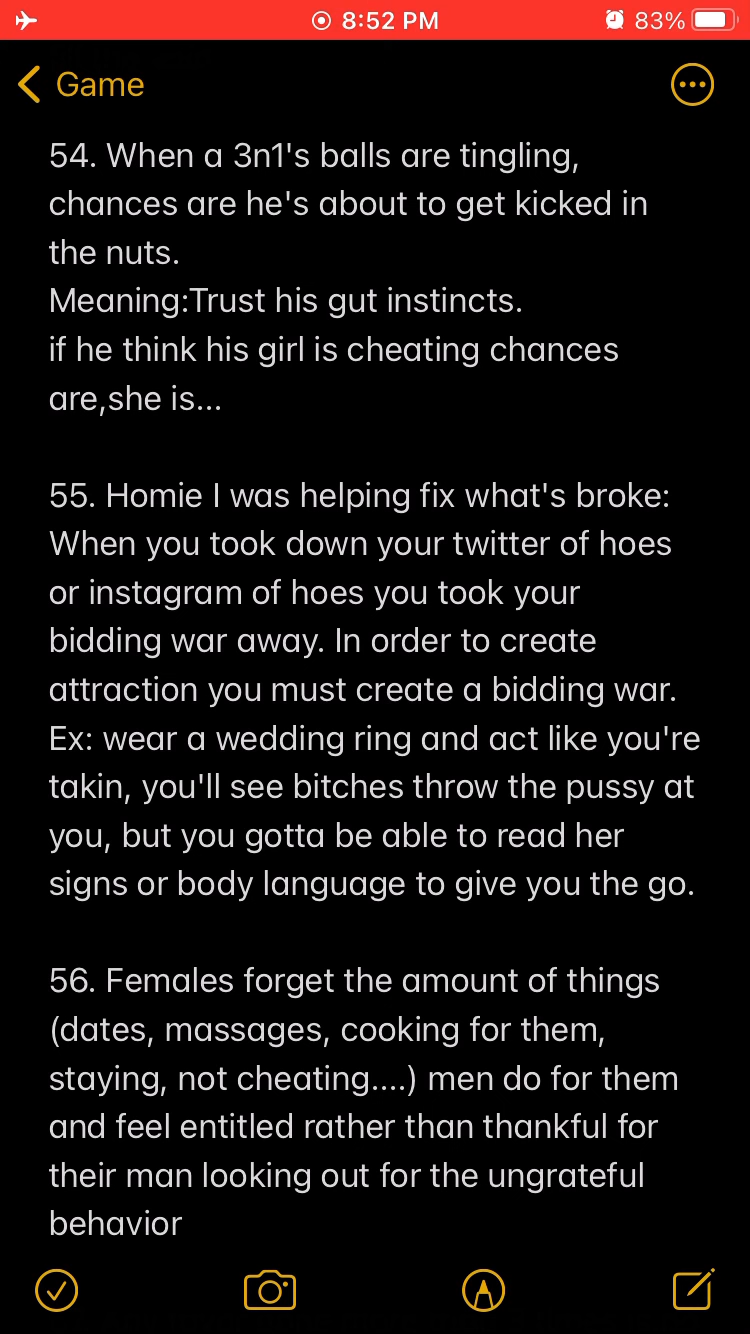 8:52 PM
83%
Game
54. When a 3n1's balls are tingling,
chances are he's about to get kicked in
the nuts.
Meaning:Trust his gut instincts.
if he think his girl is cheating chances
are,she is...
55. Homie I was helping fix what's broke:
When you took down your twitter of hoes
or instagram of hoes you took your
bidding war away. In order to create
attraction you must create a bidding war.
Ex: wear a wedding ring and act like you're
takin, you'll see bitches throw the pussy at
you, but you gotta be able to read her
signs or body language to give you the go.
56. Females forget the amount of things
(dates, massages, cooking for them,
staying, not cheating....) men do for them
and feel entitled rather than thankful for
their man looking out for the ungrateful
behavior